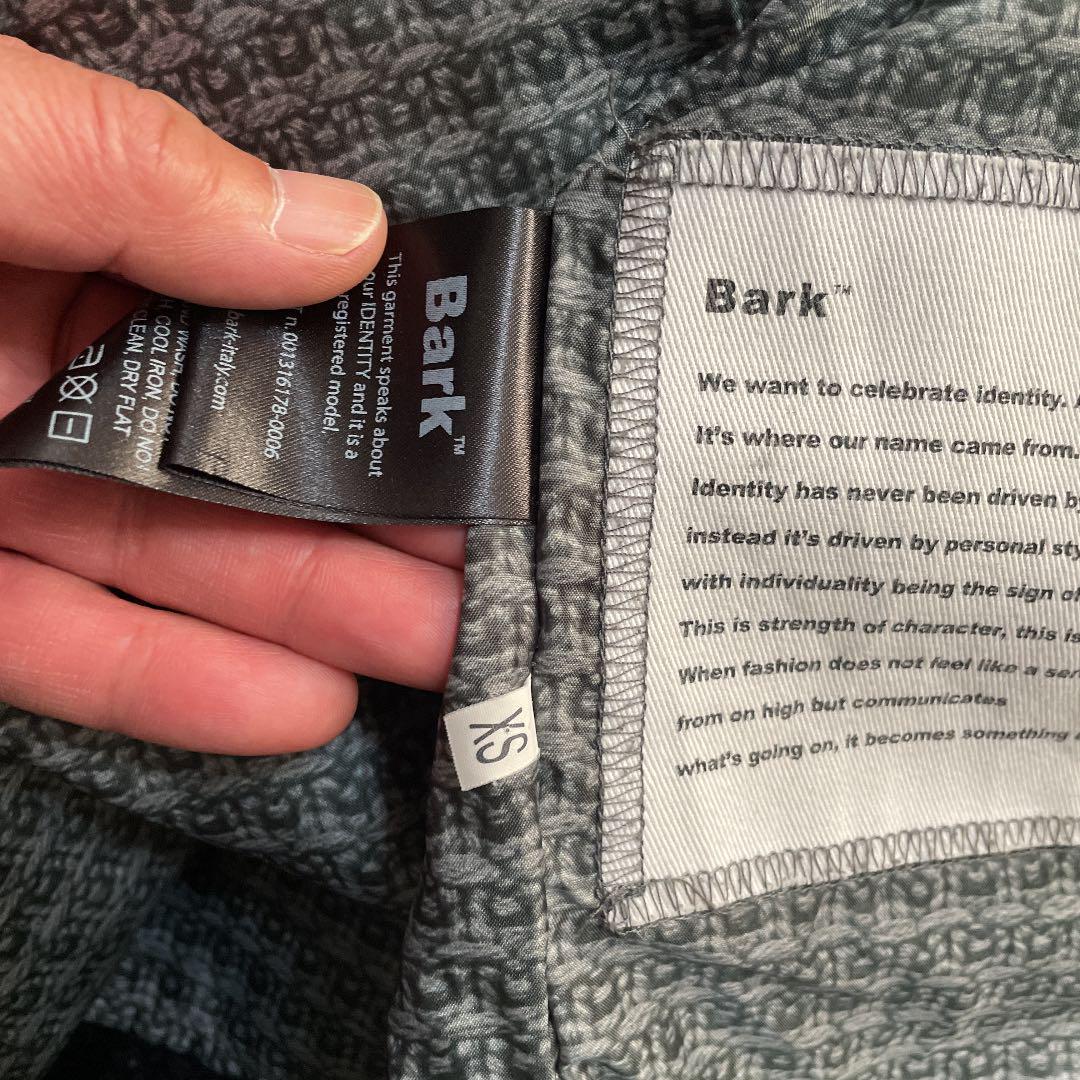 Bark™
This garment speaks about
our IDENTITY and it is a
registered model.
n. 001316178-0006
bark-italy.com
COOL IRON, DO NOT
CLEAN, DRY FLAT
XS
Bark™
We want to celebrate identity.
It's where our name came from.
Identity has never been driven
instead it's driven by personal
with individuality being the sign
This is strength of character, this is
When fashion does not feel like a
from on high but communicates
what's going on, it becomes something